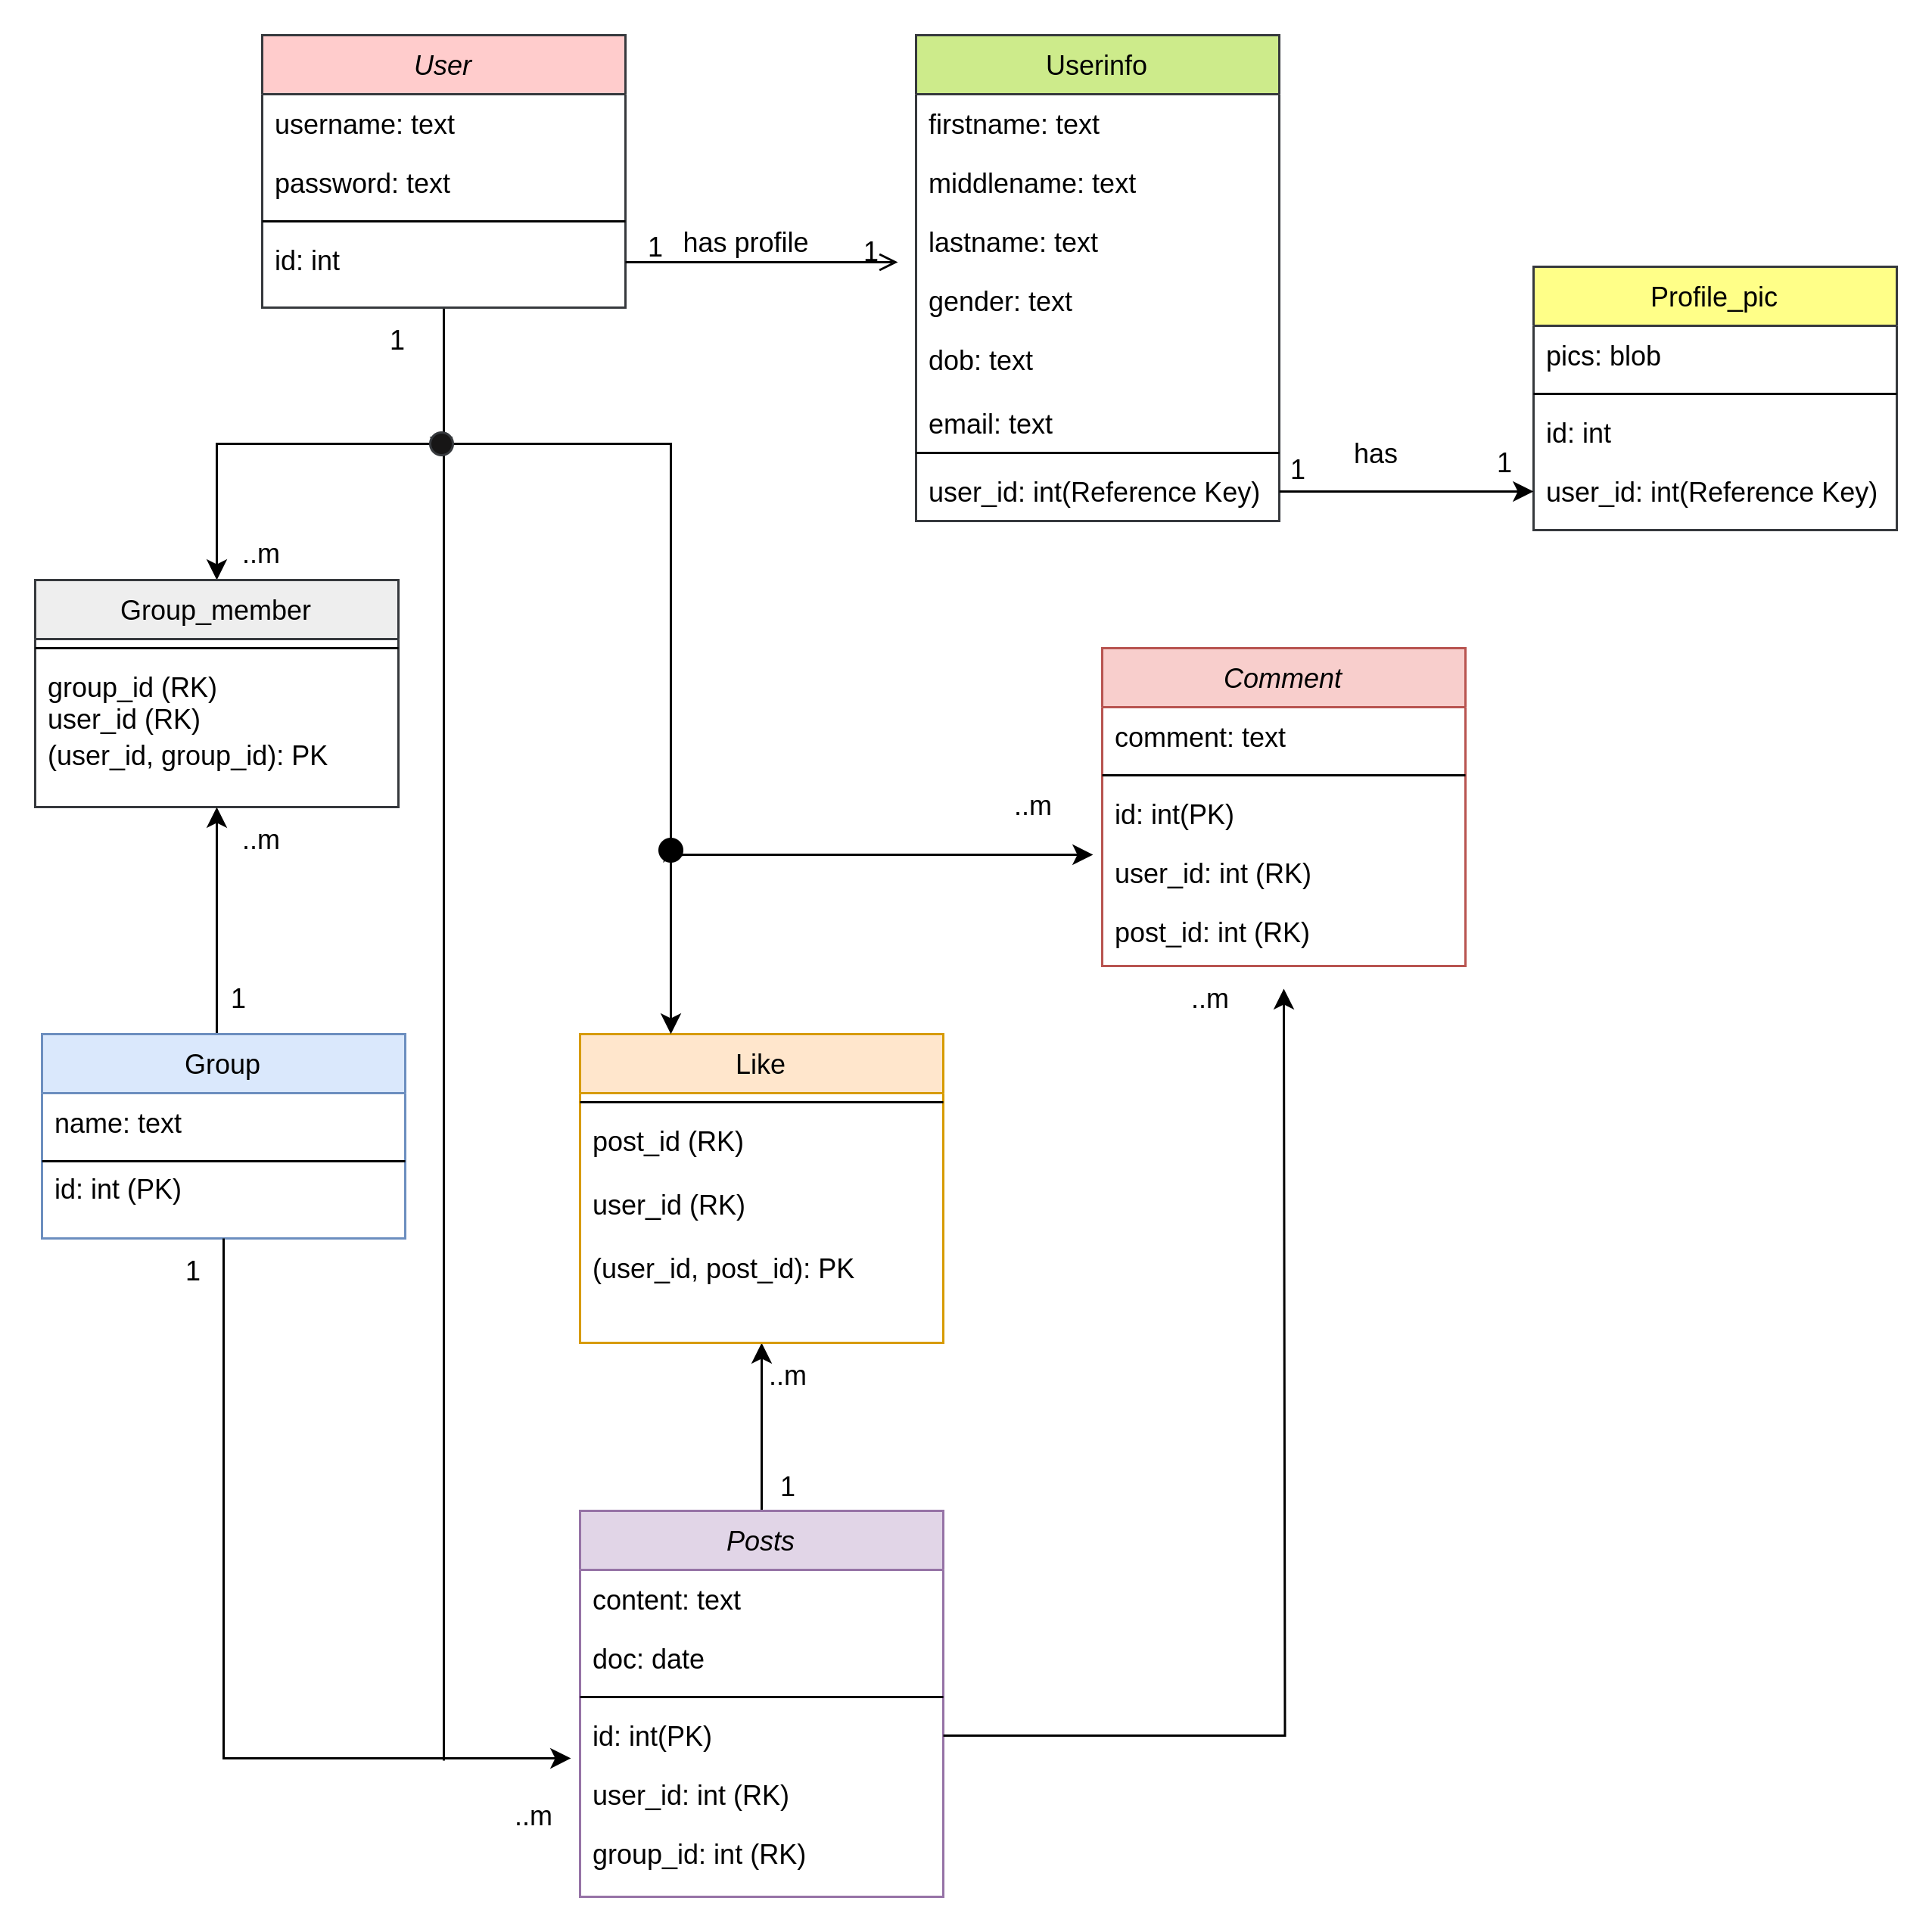 User
username: text
password: text
id: int
1
has profile
1
Userinfo
firstname: text
middlename: text
lastname: text
gender: text
dob: text
email: text
user_id: int(Reference Key)
1
has
1
Profile_pic
pics: blob
id: int
user_id: int(Reference Key)
1
..m
Group_member
group_id (RK)
user_id (RK)
(user_id, group_id): PK
..m
1
Comment
comment: text
id: int(PK)
user_id: int (RK)
post_id: int (RK)
..m
..m
Group
name: text
id: int (PK)
1
Like
post_id (RK)
user_id (RK)
(user_id, post_id): PK
..m
1
Posts
content: text
doc: date
id: int(PK)
user_id: int (RK)
group_id: int (RK)
..m